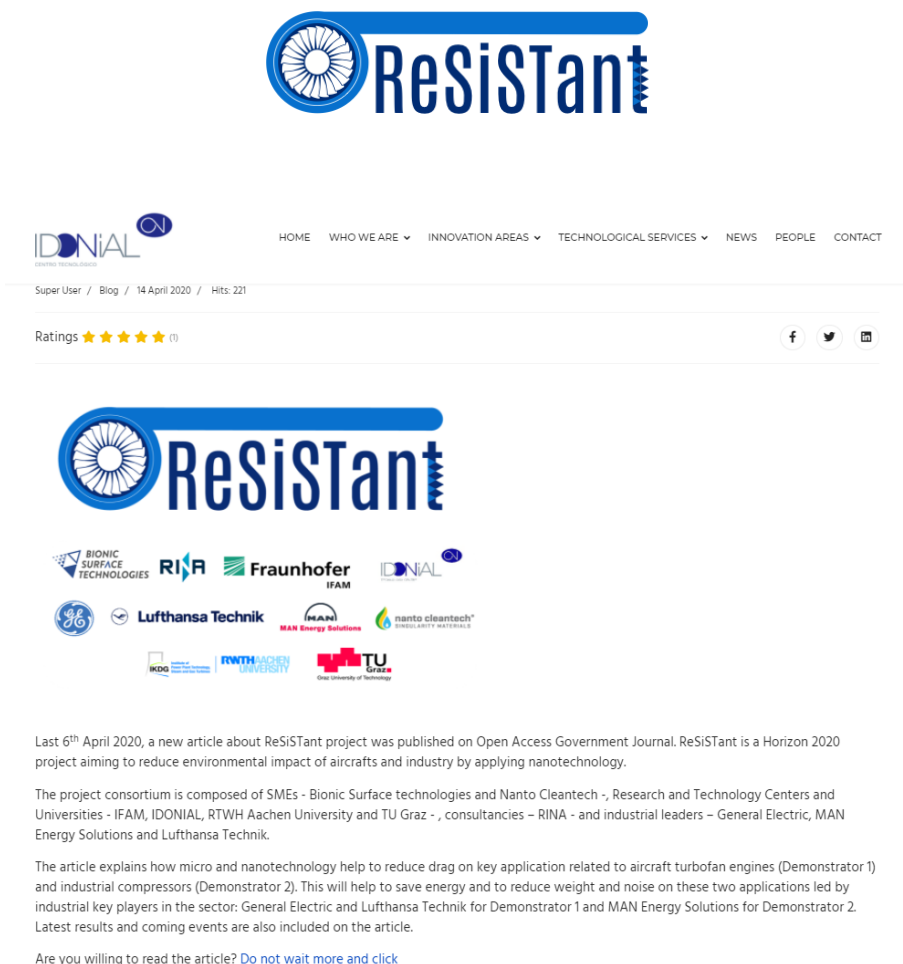 ReSiSTant
IDONiAL
CENTRO TECNOLÓGICO
HOME WHO WE ARE INNOVATION AREAS TECHNOLOGICAL SERVICES NEWS PEOPLE CONTACT
Super User / Blog / 14 April 2020 / Hits: 221
Ratings (1)
ReSiSTant
BIONIC
SURFACE
TECHNOLOGIES
RINA
Fraunhofer
IFAM
IDONiAL
GE
Lufthansa Technik
MAN
MAN Energy Solutions
nanto cleantech
SINGULARITY MATERIALS
IKDG
RWTH AACHEN
UNIVERSITY
TU
Graz
Graz University of Technology
Last 6th April 2020, a new article about ReSiSTant project was published on Open Access Government Journal. ReSiSTant is a Horizon 2020
project aiming to reduce environmental impact of aircrafts and industry by applying nanotechnology.
The project consortium is composed of SMEs - Bionic Surface technologies and Nanto Cleantech -, Research and Technology Centers and
Universities - IFAM, IDONIAL, RTWH Aachen University and TU Graz - , consultancies – RINA - and industrial leaders – General Electric, MAN
Energy Solutions and Lufthansa Technik.
The article explains how micro and nanotechnology help to reduce drag on key application related to aircraft turbofan engines (Demonstrator 1)
and industrial compressors (Demonstrator 2). This will help to save energy and to reduce weight and noise on these two applications led by
industrial key players in the sector: General Electric and Lufthansa Technik for Demonstrator 1 and MAN Energy Solutions for Demonstrator 2.
Latest results and coming events are also included on the article.
Are you willing to read the article? Do not wait more and click